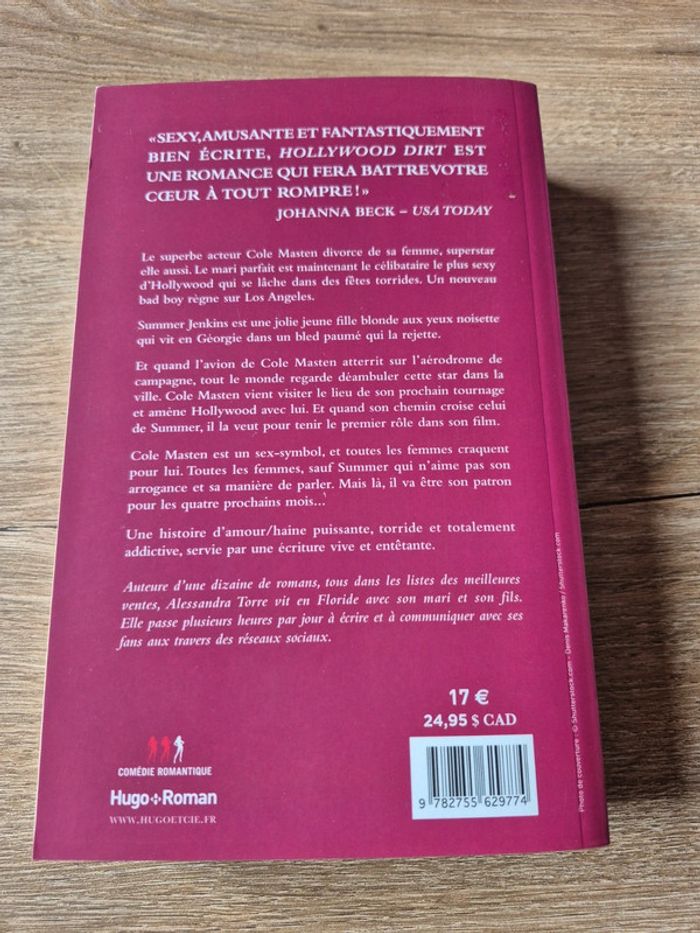 « SEXY, AMUSANTE ET FANTASTIQUEMENT
BIEN ÉCRITE, HOLLYWOOD DIRT EST
UNE ROMANCE QUI FERA BATTRE VOTRE
CŒUR À TOUT ROMPRE ! »
JOHANNA BECK – USA TODAY
Le superbe acteur Cole Masten divorce de sa femme, superstar
elle aussi. Le mari parfait est maintenant le célibataire le plus sexy
d'Hollywood qui se lâche dans des fêtes torrides. Un nouveau
bad boy règne sur Los Angeles.
Summer Jenkins est une jolie jeune fille blonde aux yeux noisette
qui vit en Géorgie dans un bled paumé qui la rejette.
Et quand l'avion de Cole Masten atterrit sur l'aérodrome de
campagne, tout le monde regarde déambuler cette star dans la
ville. Cole Masten vient visiter le lieu de son prochain tournage
et amène Hollywood avec lui. Et quand son chemin croise celui
de Summer, il la veut pour tenir le premier rôle dans son film.
Cole Masten est un sex-symbol, et toutes les femmes craquent
pour lui. Toutes les femmes, sauf Summer qui n'aime pas son
arrogance et sa manière de parler. Mais là, il va être son patron
pour les quatre prochains mois...
Une histoire d'amour/haine puissante, torride et totalement
addictive, servie par une écriture vive et entêtante.
Auteure d'une dizaine de romans, tous dans les listes des meilleures
ventes, Alessandra Torre vit en Floride avec son mari et son fils.
Elle passe plusieurs heures par jour à écrire et à communiquer avec ses
fans au travers des réseaux sociaux.
17 €
24,95 $ CAD
COMÉDIE ROMANTIQUE
Hugo Roman
WWW.HUGOETCIE.FR
9 782755 629774
Photo de couverture : © Shutterstock.com - Denis Makarenko / Shutterstock.com